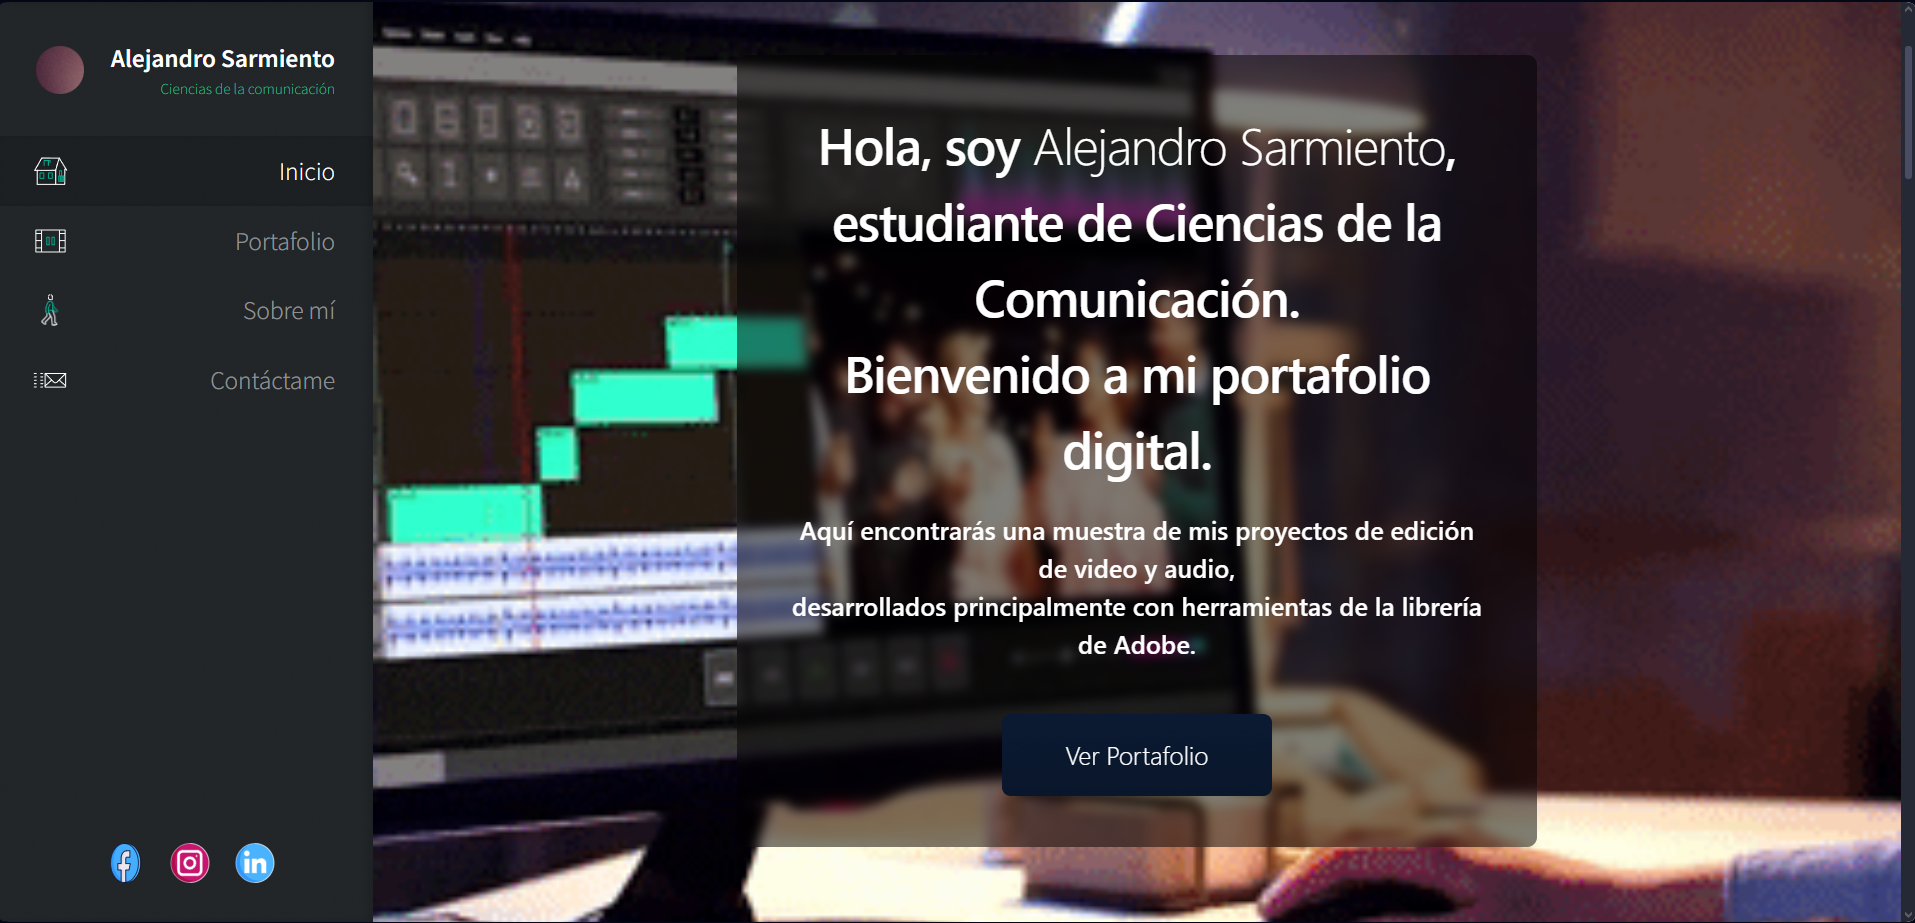 Alejandro Sarmiento
Ciencias de la comunicación
Inicio
Portafolio
Sobre mí
Contáctame
Hola, soy Alejandro Sarmiento,
estudiante de Ciencias de la
Comunicación.
Bienvenido a mi portafolio
digital.
Aquí encontrarás una muestra de mis proyectos de edición
de video y audio,
desarrollados principalmente con herramientas de la librería
de Adobe.
Ver Portafolio
in